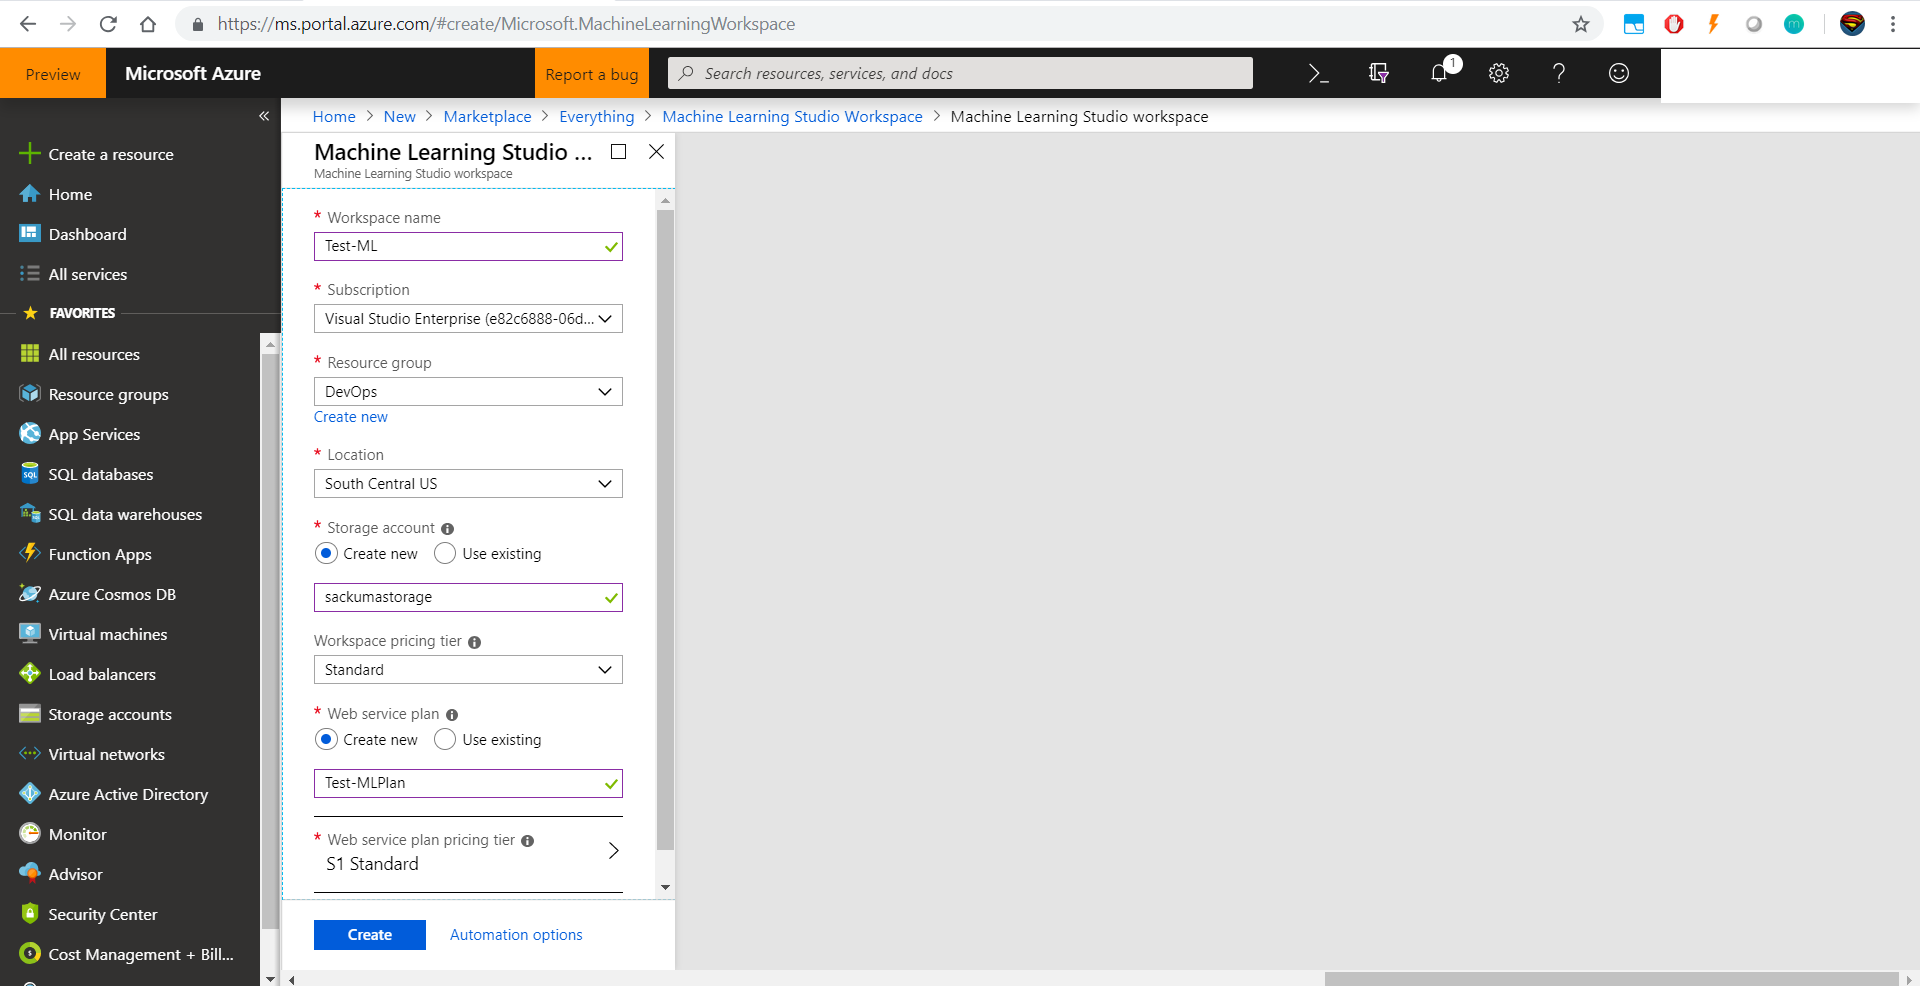 https://ms.portal.azure.com/#create/Microsoft.MachineLearningWorkspace
Preview
Microsoft Azure
Report a bug
Search resources, services, and docs
1
Home > New > Marketplace > Everything > Machine Learning Studio Workspace > Machine Learning Studio workspace
Create a resource
Home
Dashboard
All services
FAVORITES
All resources
Resource groups
App Services
SQL databases
SQL data warehouses
Function Apps
Azure Cosmos DB
Virtual machines
Load balancers
Storage accounts
Virtual networks
Azure Active Directory
Monitor
Advisor
Security Center
Cost Management + Bill...
Machine Learning Studio ...
Machine Learning Studio workspace
* Workspace name
Test-ML
* Subscription
Visual Studio Enterprise (e82c6888-06d...
* Resource group
DevOps
Create new
* Location
South Central US
* Storage account
Create new Use existing
sackumastorage
Workspace pricing tier
Standard
* Web service plan
Create new Use existing
Test-MLPlan
* Web service plan pricing tier
S1 Standard
Create Automation options